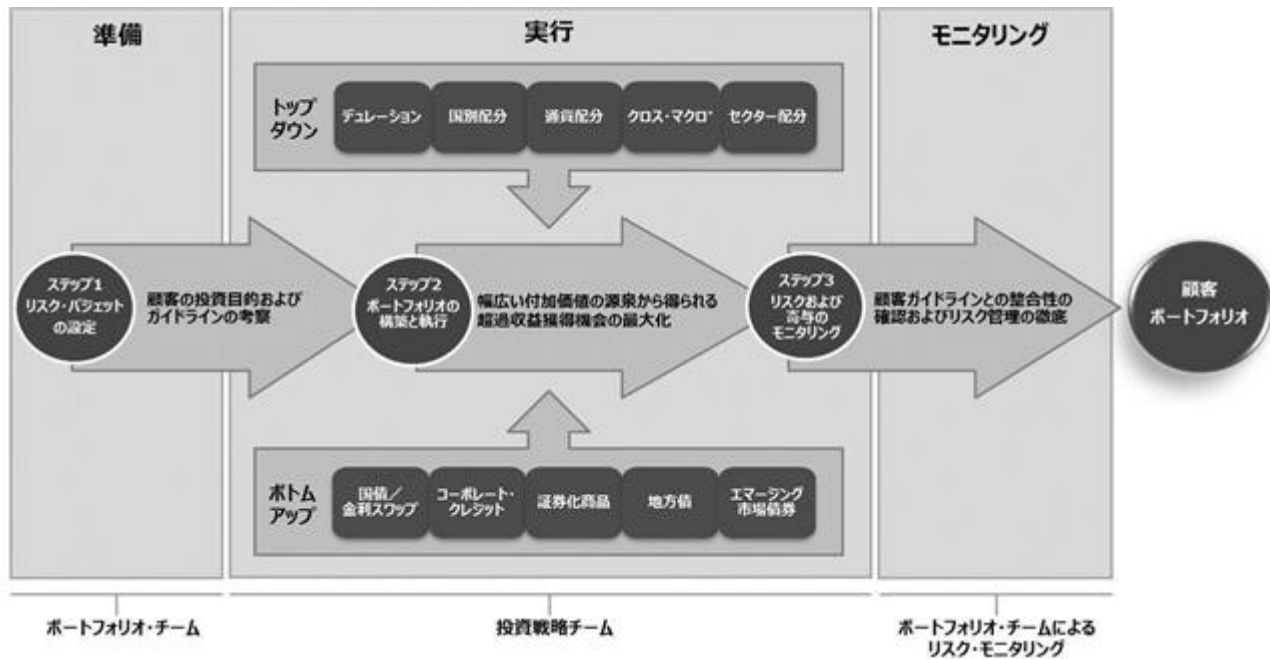 準備
実行
モニタリング
トップ
ダウン
デュレーション
国別配分
通貨配分
クロス・マクロ*
セクター配分
ステップ1
リスク・バジェット
の設定
顧客の投資目的および
ガイドラインの考察
ステップ2
ポートフォリオの
構築と執行
幅広い付加価値の源泉から得られる
超過収益獲得機会の最大化
ステップ3
リスクおよび
寄与の
モニタリング
顧客ガイドラインとの整合性の
確認およびリスク管理の徹底
顧客
ポートフォリオ
ボトム
アップ
国債／
金利スワップ
コーポレート・
クレジット
証券化商品
地方債
エマージング
市場債券
ポートフォリオ・チーム
投資戦略チーム
ポートフォリオ・チームによる
リスク・モニタリング